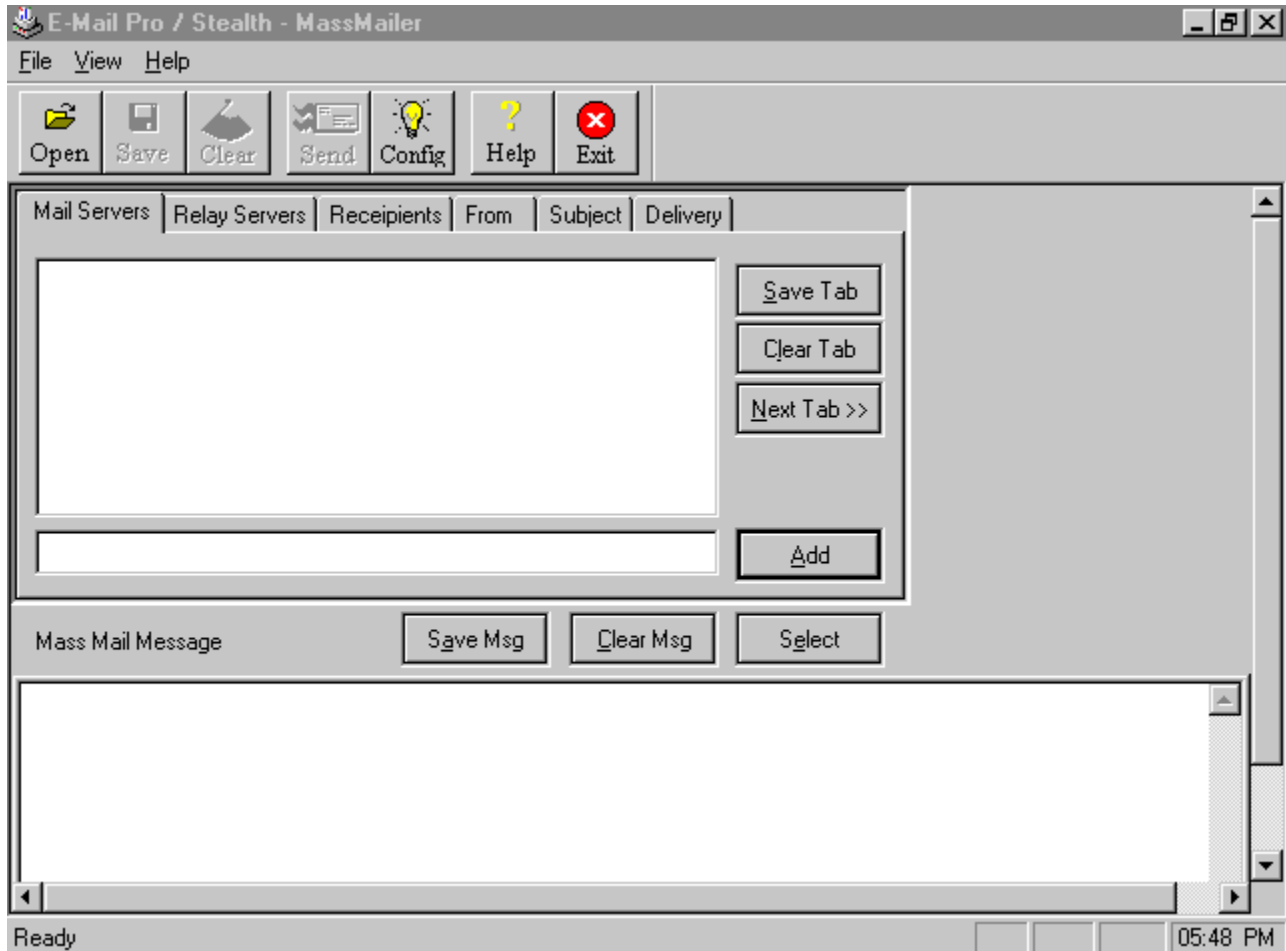 E-Mail Pro / Stealth - MassMailer
File View Help
Open Save Clear Send Config Help Exit
Mail Servers Relay Servers Receipients From Subject Delivery
Save Tab
Clear Tab
Next Tab >>
Add
Mass Mail Message Save Msg Clear Msg Select
Ready 05:48 PM